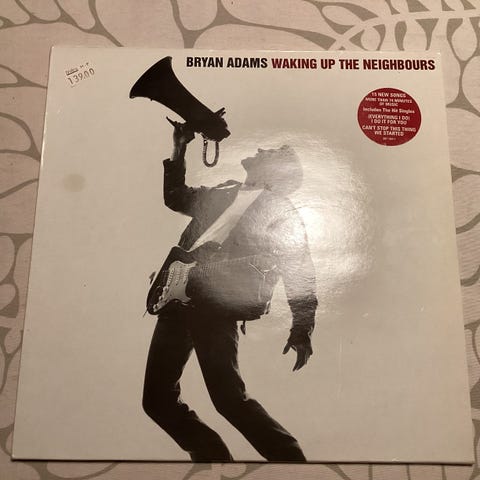 BRYAN ADAMS WAKING UP THE NEIGHBOURS
139.00
15 NEW SONGS
MORE THAN 74 MINUTES
OF MUSIC
Includes The Hit Singles
(EVERYTHING I DO)
I DO IT FOR YOU
CAN'T STOP THIS THING
WE STARTED